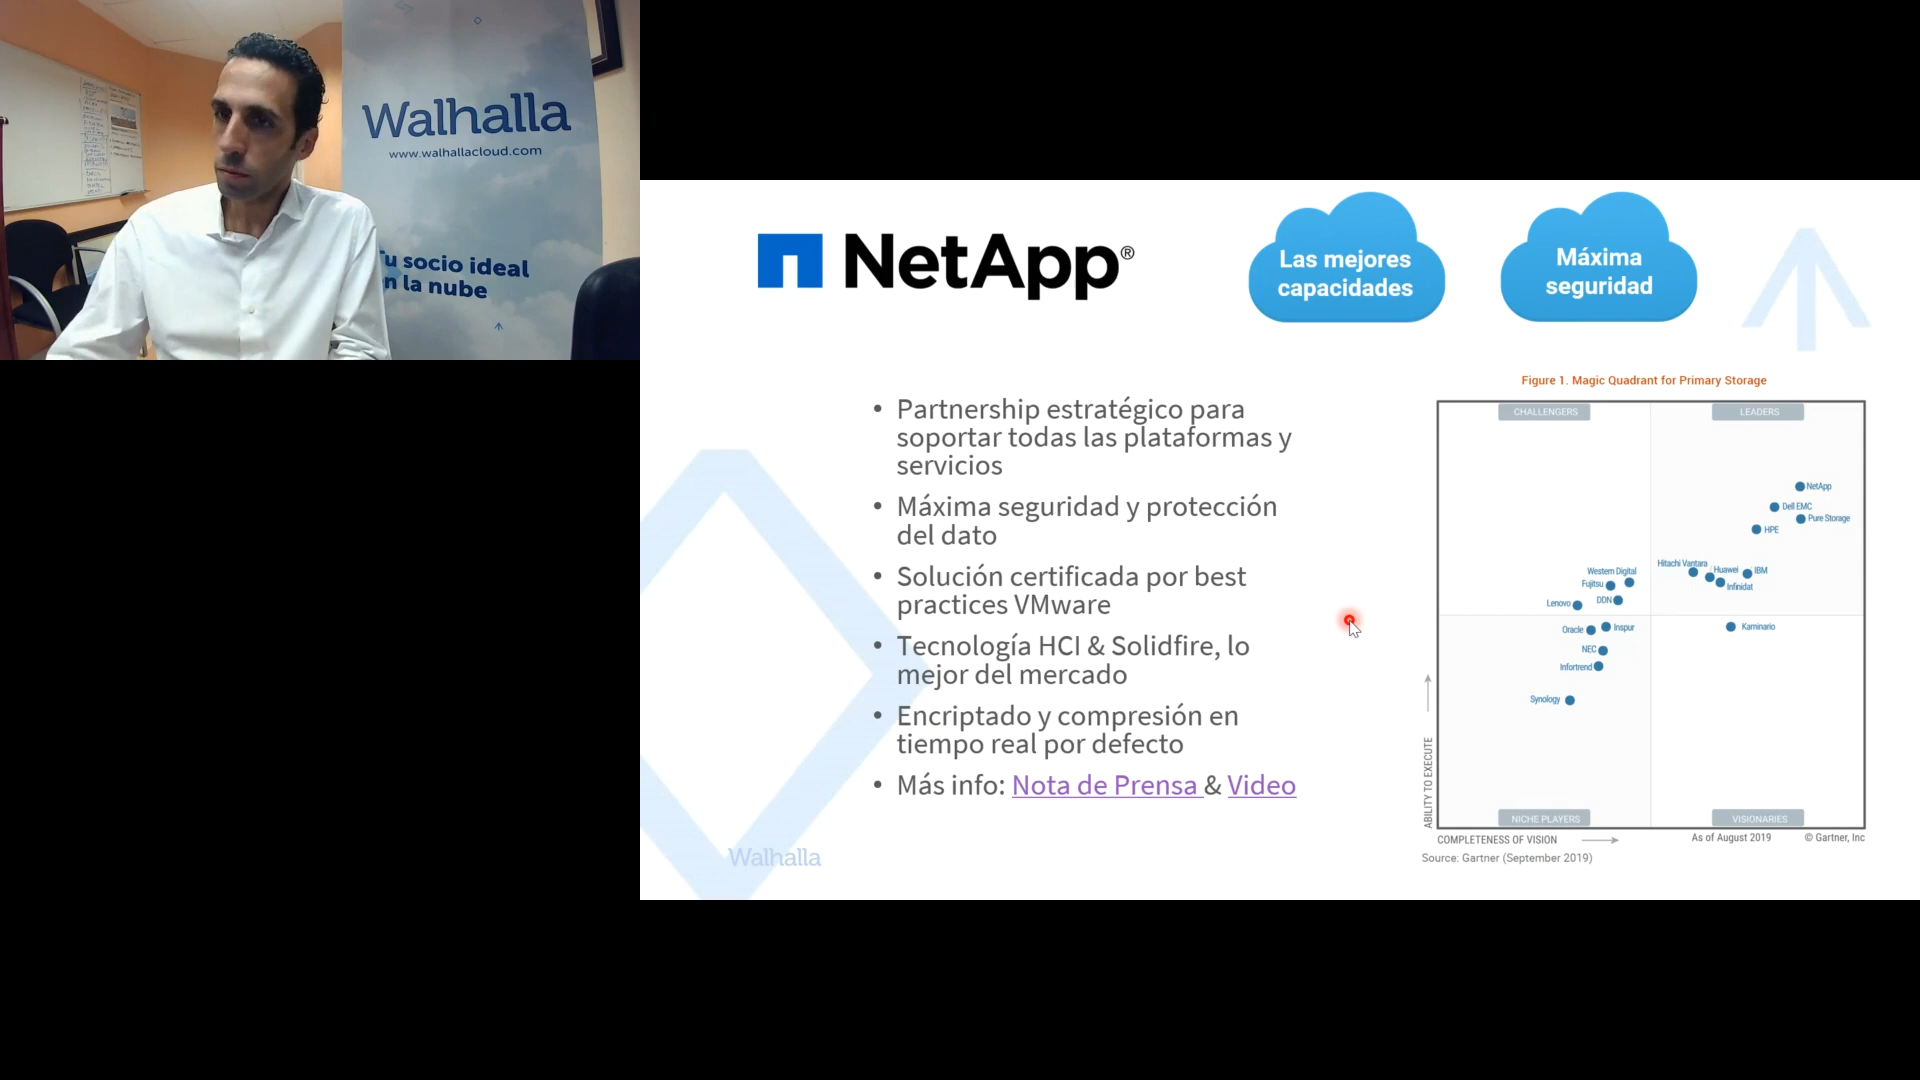 Walhalla
www.walhallacloud.com
u socio ideal
n la nube
NetApp®
Las mejores
capacidades
Máxima
seguridad
• Partnership estratégico para
soportar todas las plataformas y
servicios
• Máxima seguridad y protección
del dato
• Solución certificada por best
practices VMware
• Tecnología HCI & Solidfire, lo
mejor del mercado
• Encriptado y compresión en
tiempo real por defecto
• Más info: Nota de Prensa & Video
Walhalla
Figure 1. Magic Quadrant for Primary Storage
CHALLENGERS
LEADERS
NetApp
Dell EMC
Pure Storage
HPE
Hitachi Vantara
Huawei
IBM
Infinidat
Western Digital
Fujitsu
DDN
Lenovo
Oracle
Inspur
Kaminario
NEC
Infortrend
Synology
ABILITY TO EXECUTE
NICHE PLAYERS
VISIONARIES
COMPLETENESS OF VISION
As of August 2019
© Gartner, Inc
Source: Gartner (September 2019)